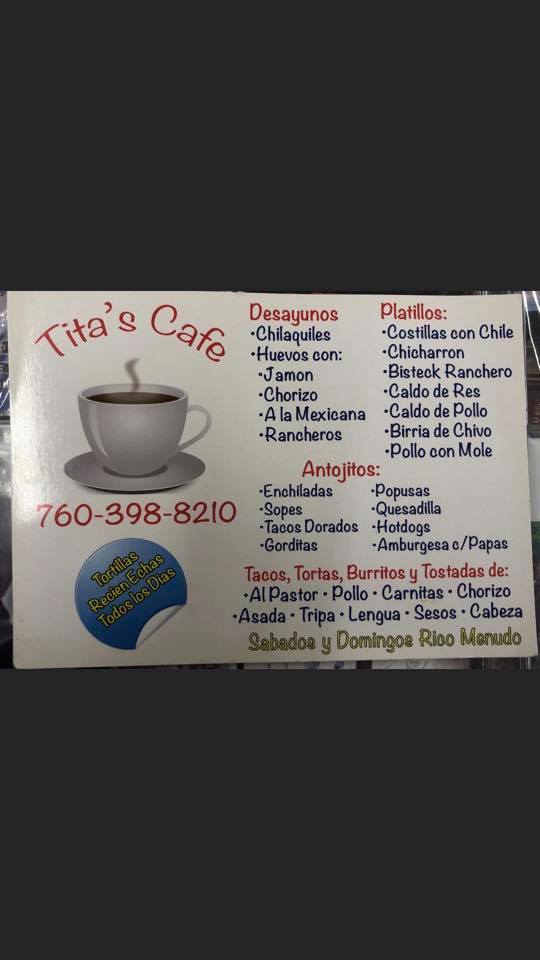 Tita's Cafe
760-398-8210
Tortillas
Recien Echas
Todos los Dias
Desayunos
•Chilaquiles
•Huevos con:
•Jamon
•Chorizo
•A la Mexicana
•Rancheros
Platillos:
•Costillas con Chile
•Chicharron
•Bisteck Ranchero
•Caldo de Res
•Caldo de Pollo
•Birria de Chivo
•Pollo con Mole
Antojitos:
•Enchiladas
•Sopes
•Tacos Dorados
•Gorditas
•Popusas
•Quesadilla
•Hotdogs
•Amburgesa c/Papas
Tacos, Tortas, Burritos y Tostadas de:
•Al Pastor • Pollo • Carnitas • Chorizo
•Asada • Tripa • Lengua • Sesos • Cabeza
Sabados y Domingos Rico Menudo